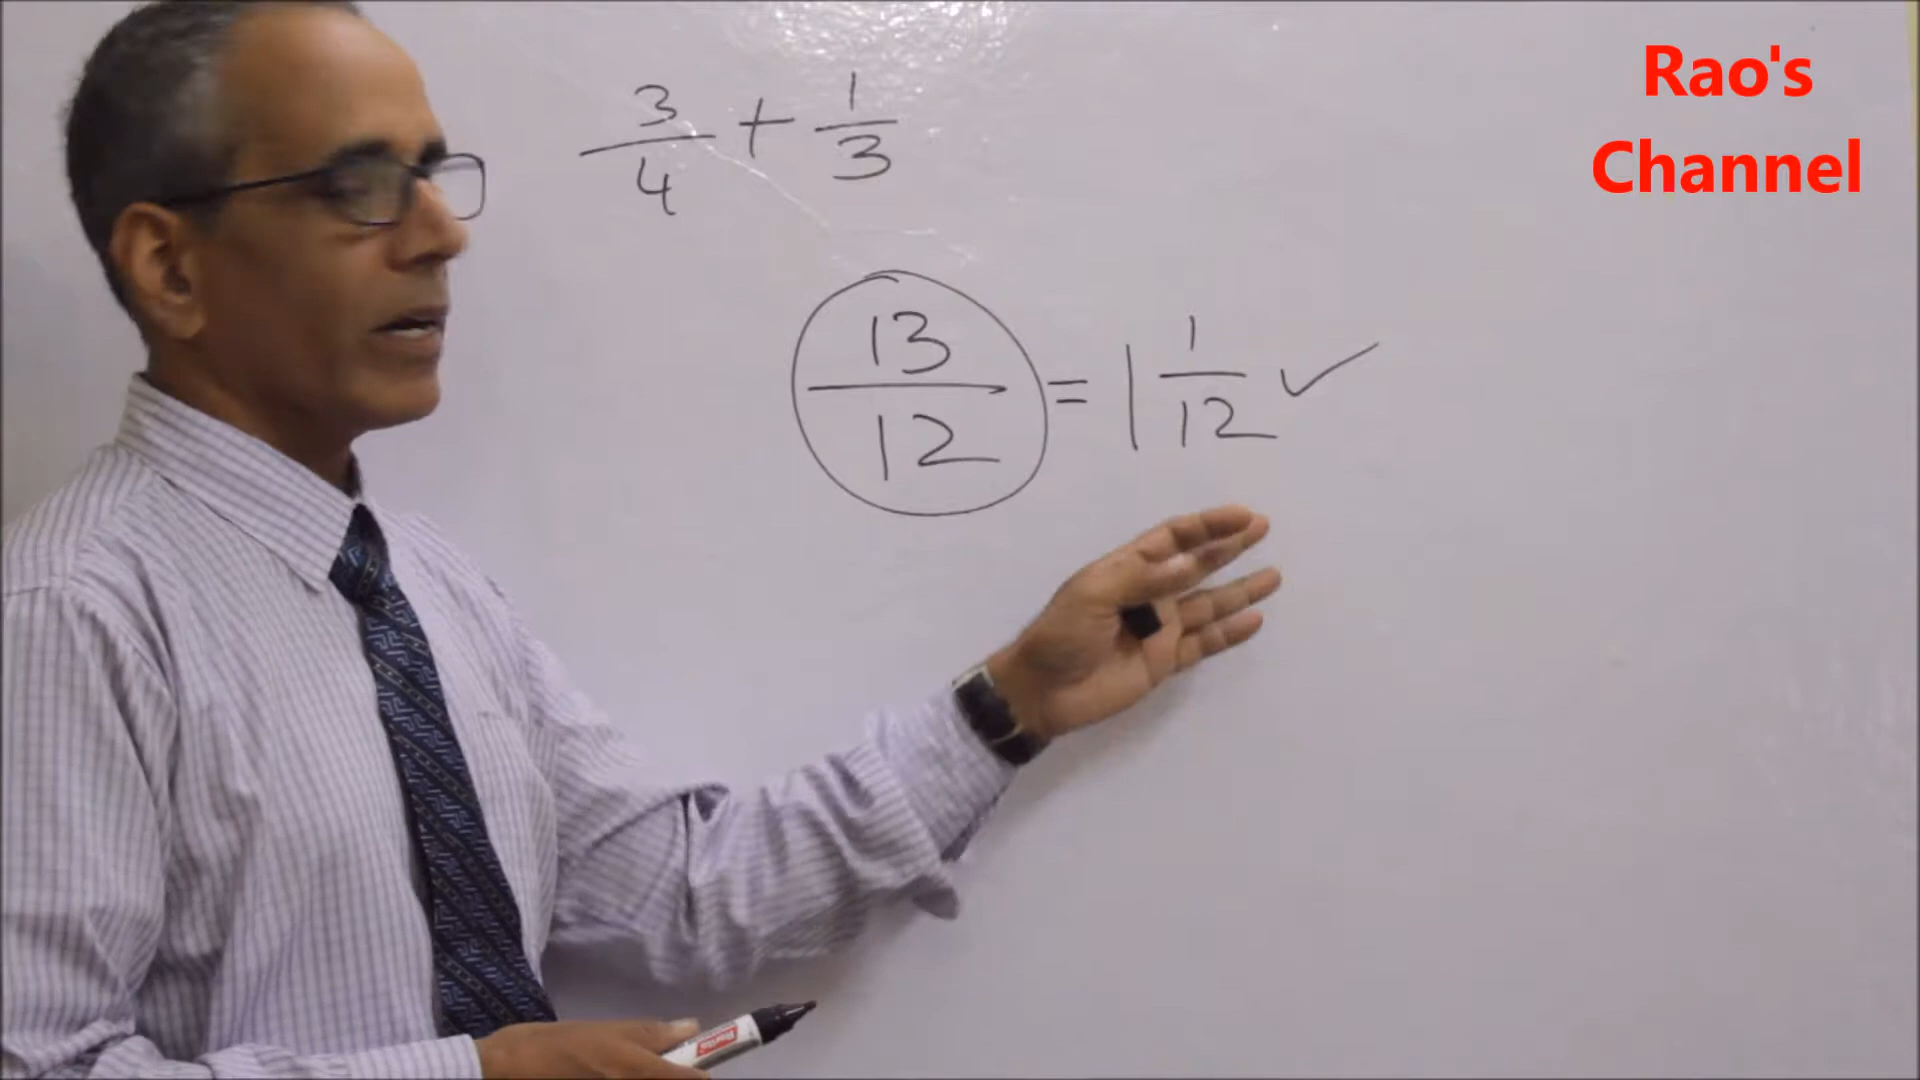 3/4 + 1/3
13/12 = 1 1/12 ✓
Rao's
Channel